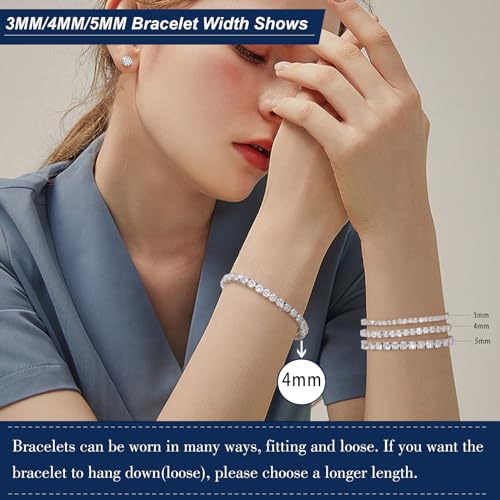 3MM/4MM/5MM Bracelet Width Shows
3mm
4mm
5mm
4mm
Bracelets can be worn in many ways, fitting and loose. If you want the
bracelet to hang down(loose), please choose a longer length.